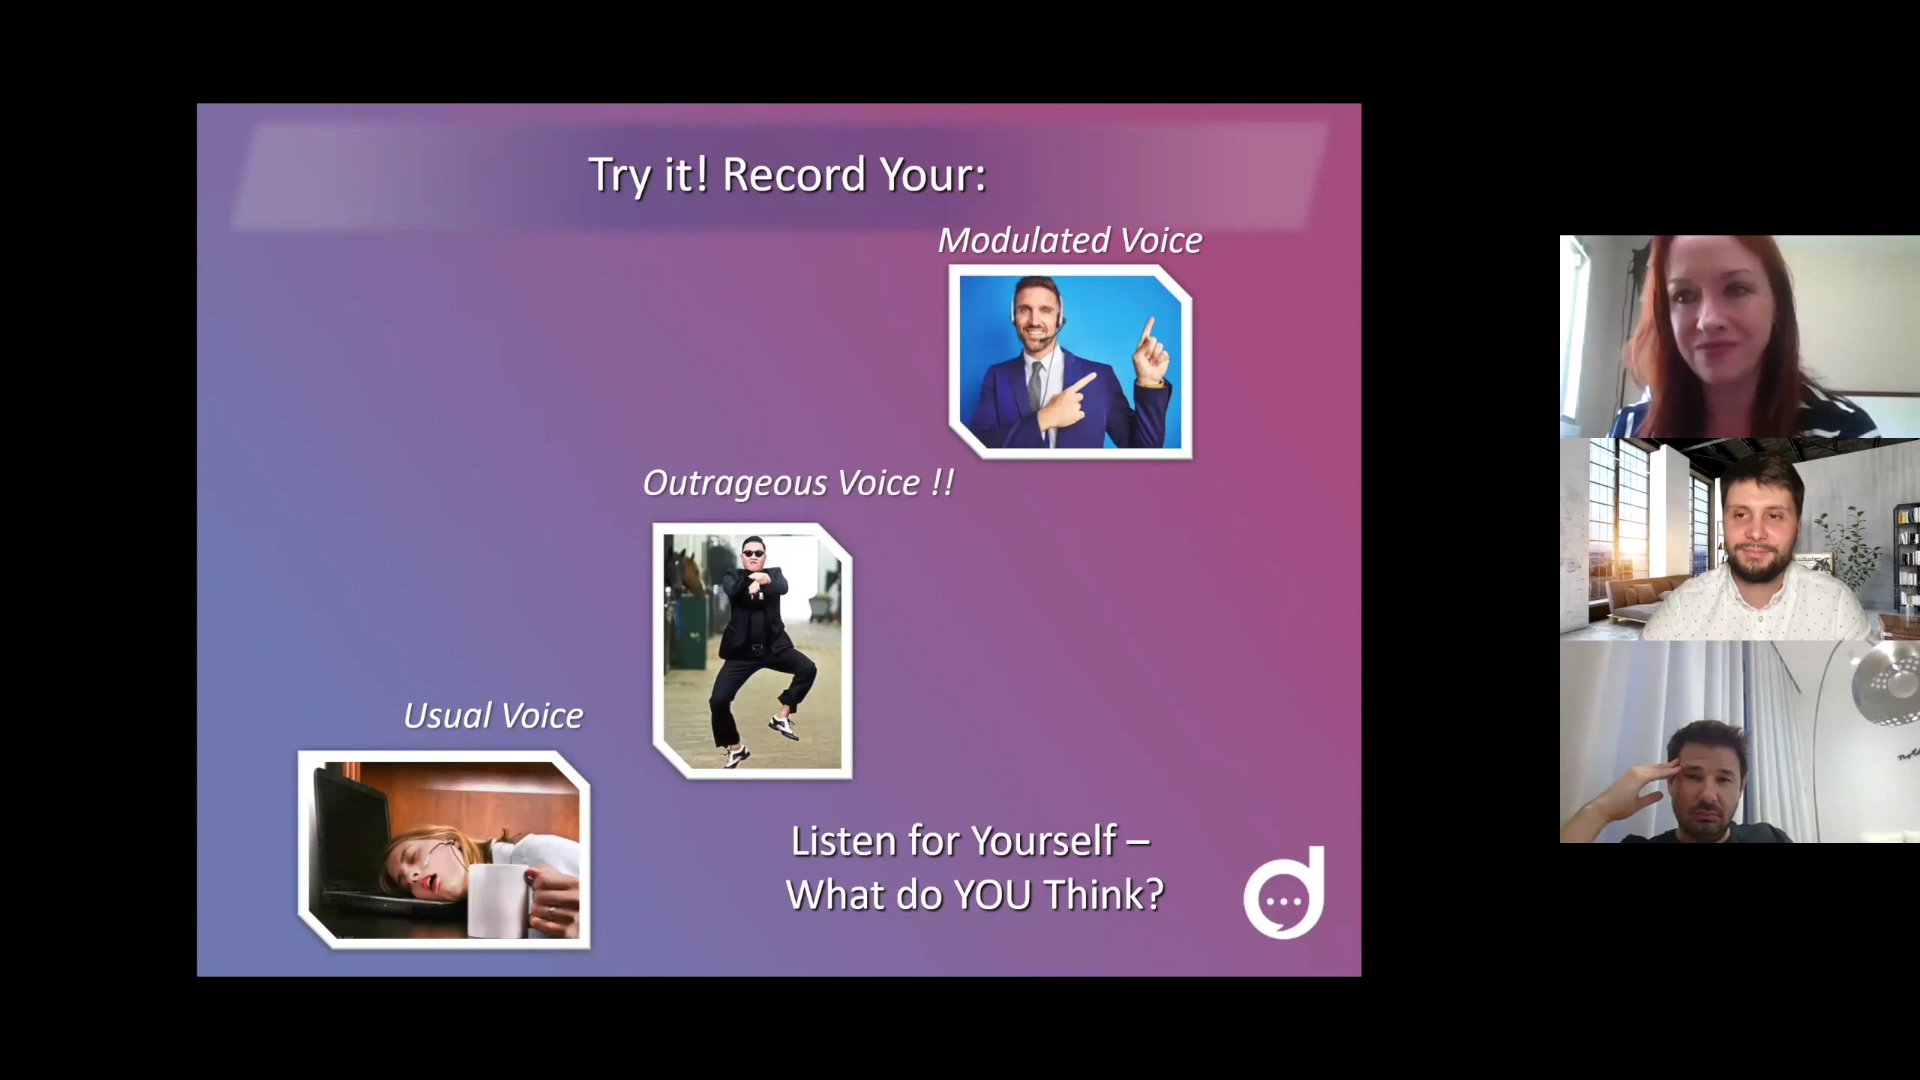 Try it! Record Your:
Modulated Voice
Outrageous Voice !!
Usual Voice
Listen for Yourself –
What do YOU Think?